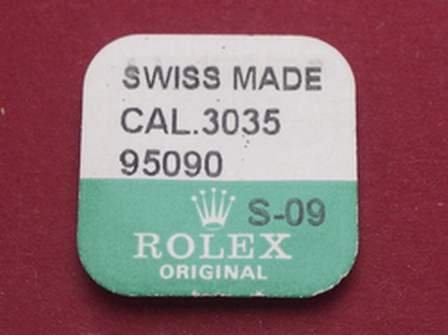 SWISS MADE
CAL.3035
95090
S-09
ROLEX
ORIGINAL